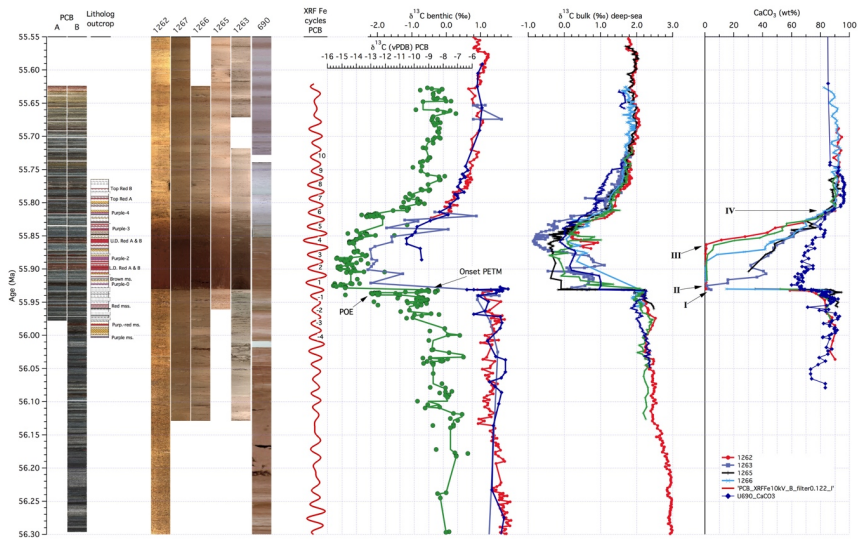 PCB
A B
Litholog
outcrop
1262
1267
1266
1265
1263
690
XRF Fe
cycles
PCB
δ13C benthic (‰)
-2.0 -1.0 0.0 1.0
δ13C (vPDB) PCB
-16 -15 -14 -13 -12 -11 -10 -9 -8 -7 -6
δ13C bulk (‰) deep-sea
-1.0 0.0 1.0 2.0 3.0
CaCO3 (wt%)
0 20 40 60 80 100
Age (Ma)
55.55
55.60
55.65
55.70
55.75
55.80
55.85
55.90
55.95
56.00
56.05
56.10
56.15
56.20
56.25
56.30
Top Red B
Top Red A
Purple-4
Purple-3
U.D. Red A & B
Purple-2
L.D. Red A & B
Brown ms.
Purple-0
Red mss.
Purp.-red ms.
Purple ms.
10
9
8
7
6
5
4
3
2
1
-1
-2
-3
-4
Onset PETM
POE
IV
III
II
I
1262
1263
1265
1266
'PCB_XRFFe10kV_B_filter0.122_I'
U690_CaCO3